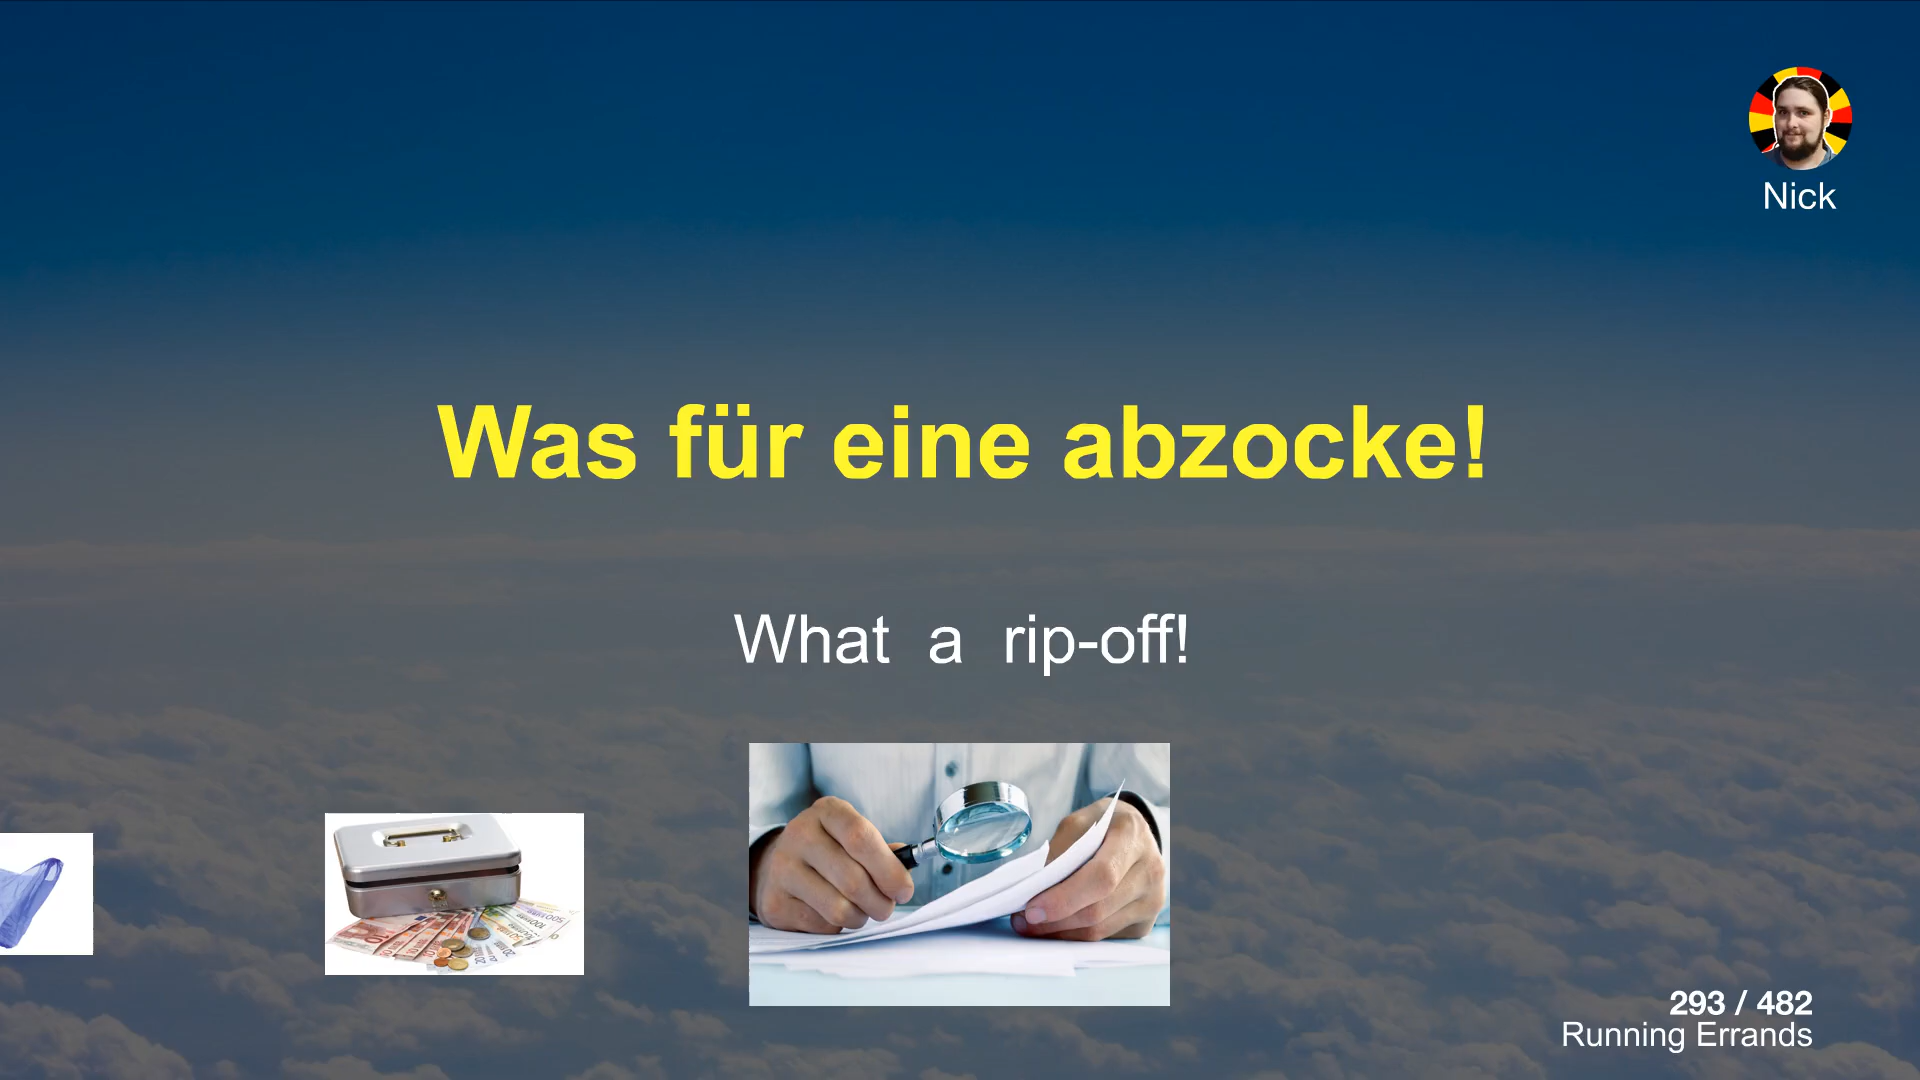 Nick
Was für eine abzocke!
What a rip-off!
293 / 482
Running Errands